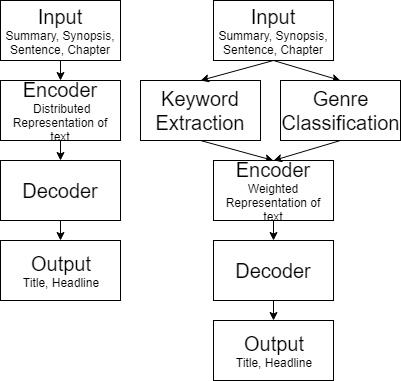 Input
Summary, Synopsis,
Sentence, Chapter
Encoder
Distributed
Representation of
text
Decoder
Output
Title, Headline
Input
Summary, Synopsis,
Sentence, Chapter
Keyword
Extraction
Genre
Classification
Encoder
Weighted
Representation of
text
Decoder
Output
Title, Headline